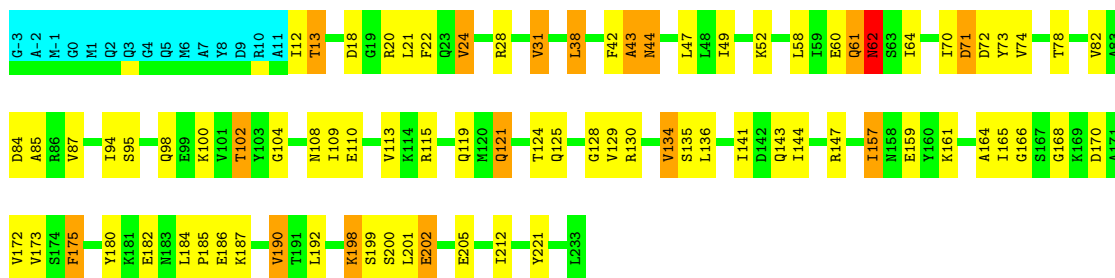 G-3 A-2 M-1 G0 M1 Q2 Q3 G4 Q5 M6 A7 Y8 D9 R10 A11 I12 T13 D18 G19 R20 L21 F22 Q23 V24 R28 V31 L38 F42 A43 N44 L47 L48 I49 K52 L58 I59 E60 Q61 N62 S63 I64 I70 D71 D72 Y73 V74 T78 V82 A83
D84 A85 R86 V87 I94 S95 Q98 E99 K100 V101 T102 Y103 G104 N108 I109 E110 V113 K114 R115 Q119 M120 Q121 T124 Q125 G128 V129 R130 V134 S135 L136 I141 D142 Q143 I144 R147 I157 N158 E159 Y160 K161 A164 I165 G166 S167 G168 K169 D170 A171
V172 V173 S174 F175 Y180 K181 E182 N183 L184 P185 E186 K187 V190 T191 L192 K198 S199 S200 L201 E202 E205 I212 Y221 L233